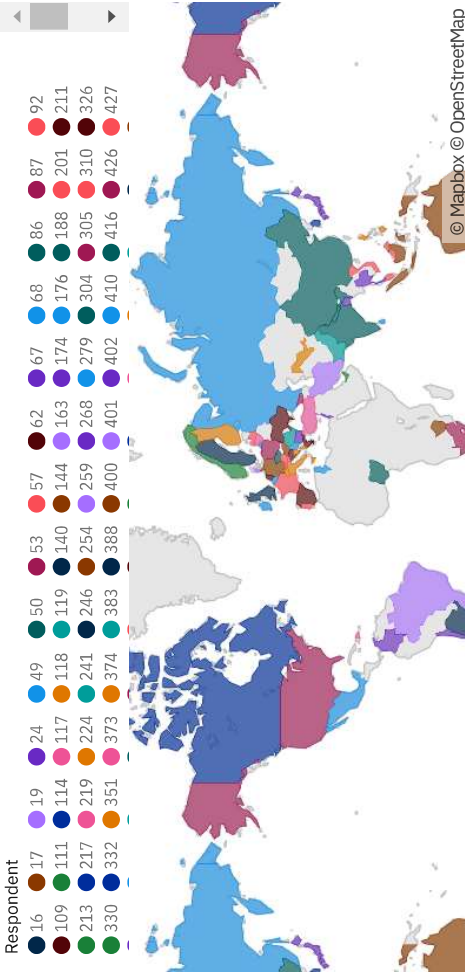 Respondent
16 17 19 24 49 50 53 57 62 67 68 86 87 92
109 111 114 117 118 119 140 144 163 174 176 188 201 211
213 217 219 224 241 246 254 259 268 279 304 305 310 326
330 332 351 373 374 383 388 400 401 402 410 416 426 427
© Mapbox © OpenStreetMap